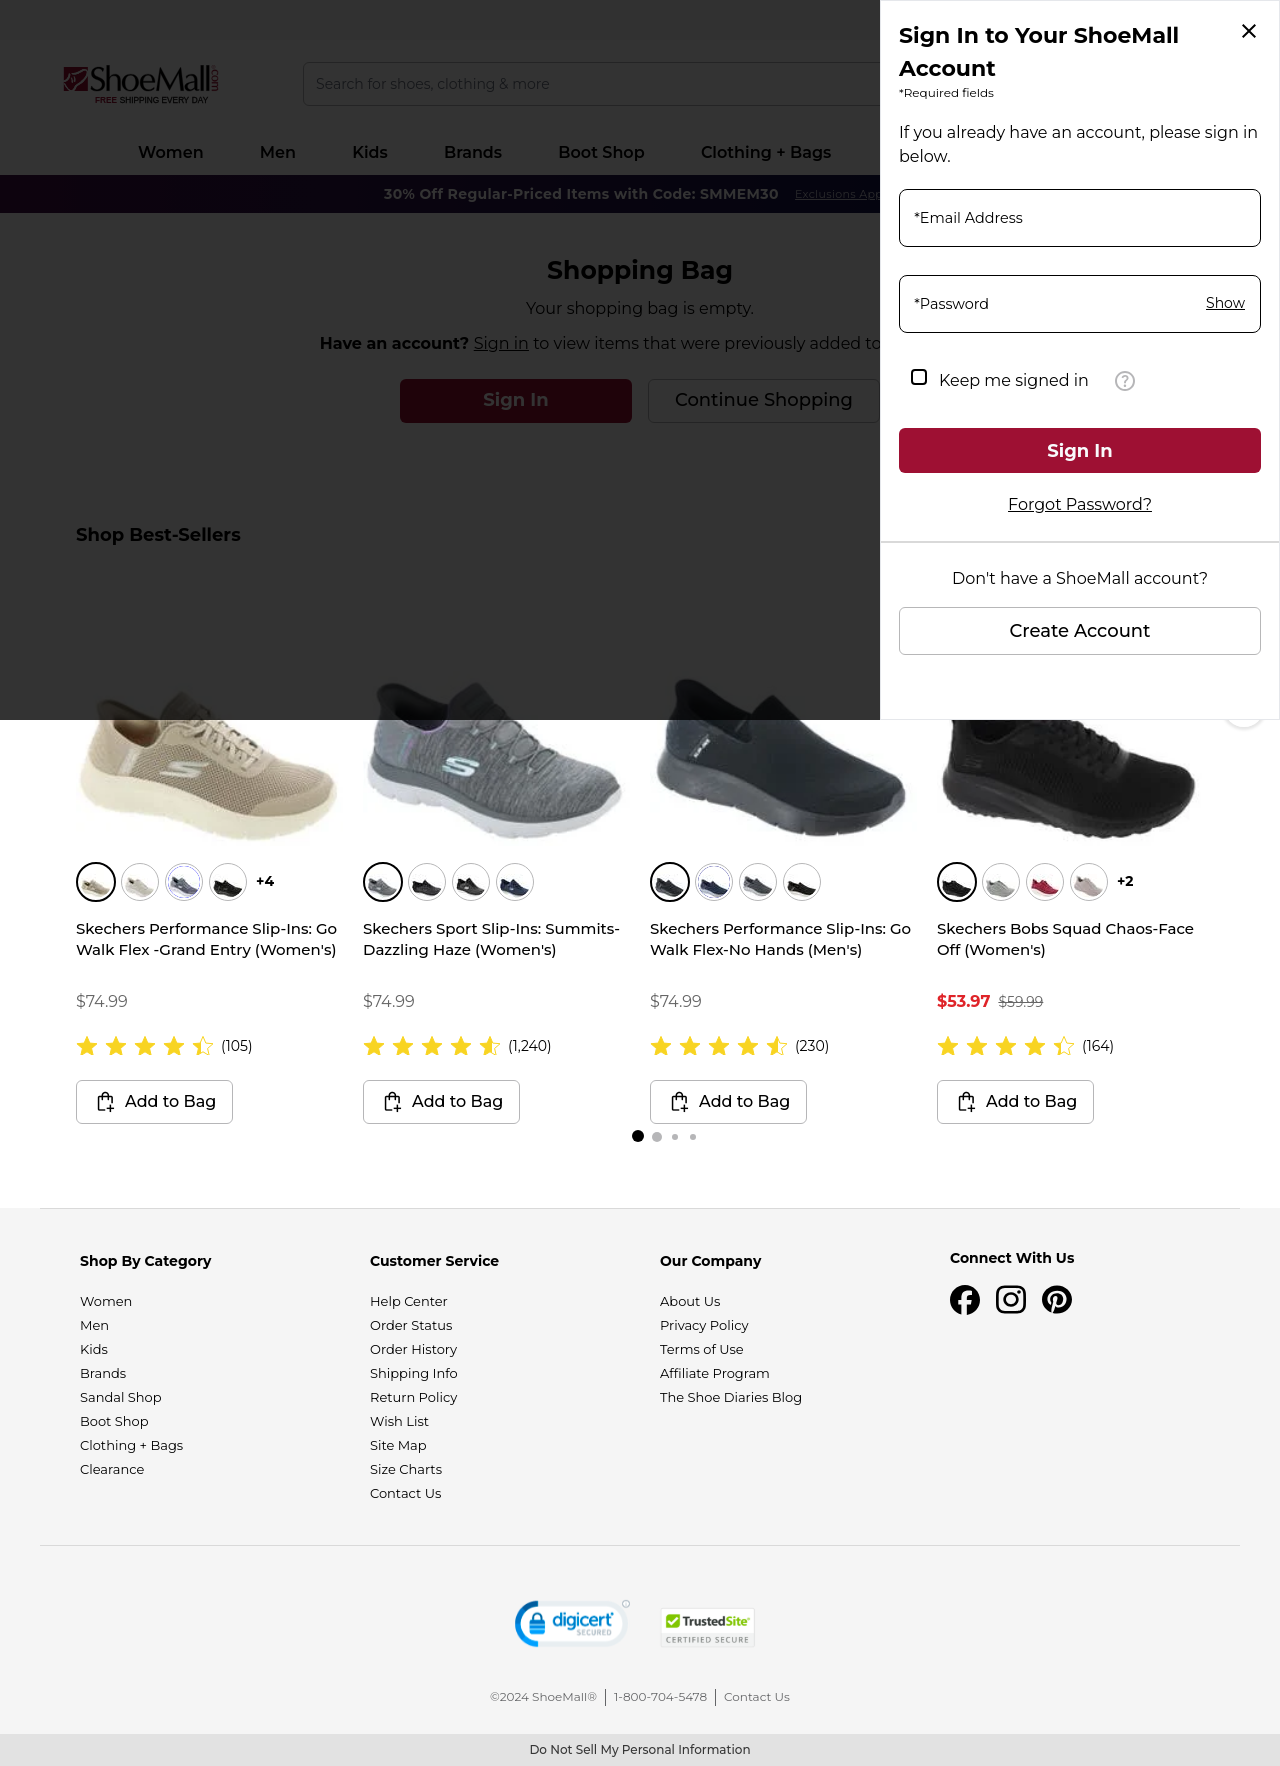 ShoeMall.com
FREE SHIPPING EVERY DAY
Search for shoes, clothing & more
Women Men Kids Brands Boot Shop Clothing + Bags
30% Off Regular-Priced Items with Code: SMMEM30
Shopping Bag
Your shopping bag is empty.
Have an account? Sign in to view items that were previously added to
Sign In Continue Shopping
Shop Best-Sellers
Sign In to Your ShoeMall
Account
*Required fields
If you already have an account, please sign in
below.
*Email Address
*Password Show
Keep me signed in ?
Sign In
Forgot Password?
Don't have a ShoeMall account?
Create Account
+4
Skechers Performance Slip-Ins: Go
Walk Flex -Grand Entry (Women's)
$74.99
(105)
Add to Bag
Skechers Sport Slip-Ins: Summits-
Dazzling Haze (Women's)
$74.99
(1,240)
Add to Bag
Skechers Performance Slip-Ins: Go
Walk Flex-No Hands (Men's)
$74.99
(230)
Add to Bag
+2
Skechers Bobs Squad Chaos-Face
Off (Women's)
$53.97 $59.99
(164)
Add to Bag
Shop By Category
Women
Men
Kids
Brands
Sandal Shop
Boot Shop
Clothing + Bags
Clearance
Customer Service
Help Center
Order Status
Order History
Shipping Info
Return Policy
Wish List
Site Map
Size Charts
Contact Us
Our Company
About Us
Privacy Policy
Terms of Use
Affiliate Program
The Shoe Diaries Blog
Connect With Us
digicert
SECURED
TrustedSite
CERTIFIED SECURE
©2024 ShoeMall® 1-800-704-5478 Contact Us
Do Not Sell My Personal Information